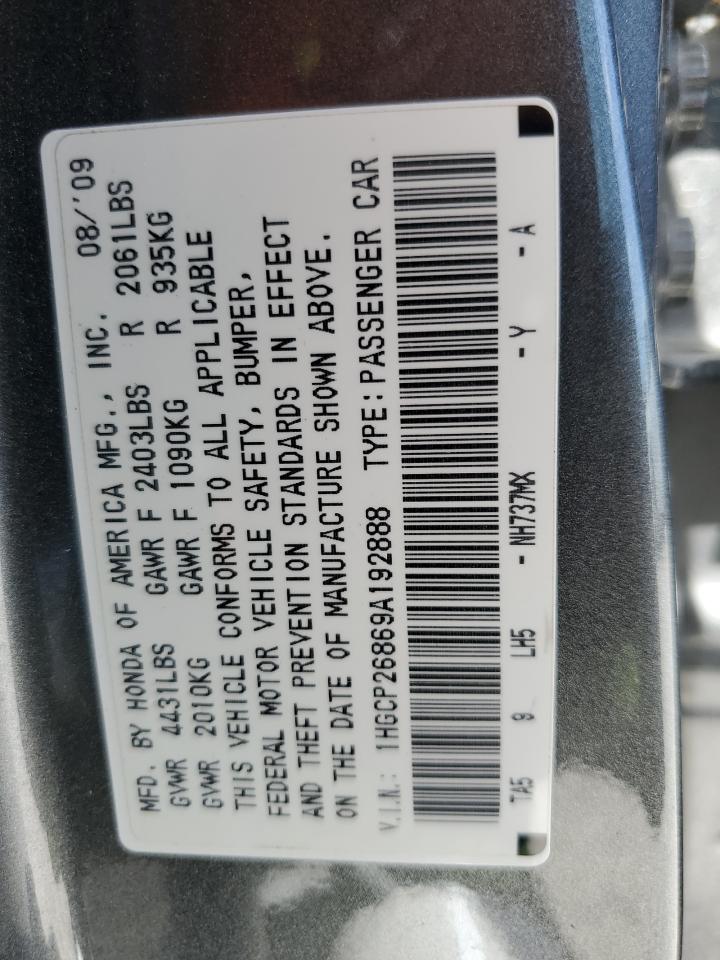 MFD. BY HONDA OF AMERICA MFG., INC. 08/'09
GVWR 4431LBS GAWR F 2403LBS R 2061LBS
GVWR 2010KG GAWR F 1090KG R 935KG
THIS VEHICLE CONFORMS TO ALL APPLICABLE
FEDERAL MOTOR VEHICLE SAFETY, BUMPER,
AND THEFT PREVENTION STANDARDS IN EFFECT
ON THE DATE OF MANUFACTURE SHOWN ABOVE.
V.I.N.: 1HGCP26869A192888 TYPE:PASSENGER CAR
TA5 9 LH5 - NH737MX - Y - A